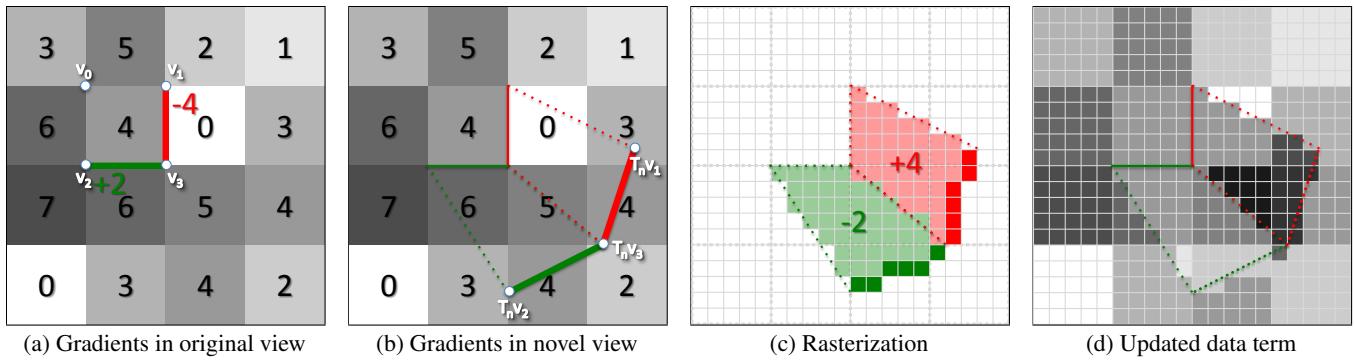 3 5 2 1
v0 v1
-4
6 4 0 3
v2 +2 v3
7 6 5 4
0 3 4 2
(a) Gradients in original view
3 5 2 1
6 4 0 3
Tnv1
7 6 5 4
Tnv3
0 3 4 2
Tnv2
(b) Gradients in novel view
+4
-2
(c) Rasterization
(d) Updated data term